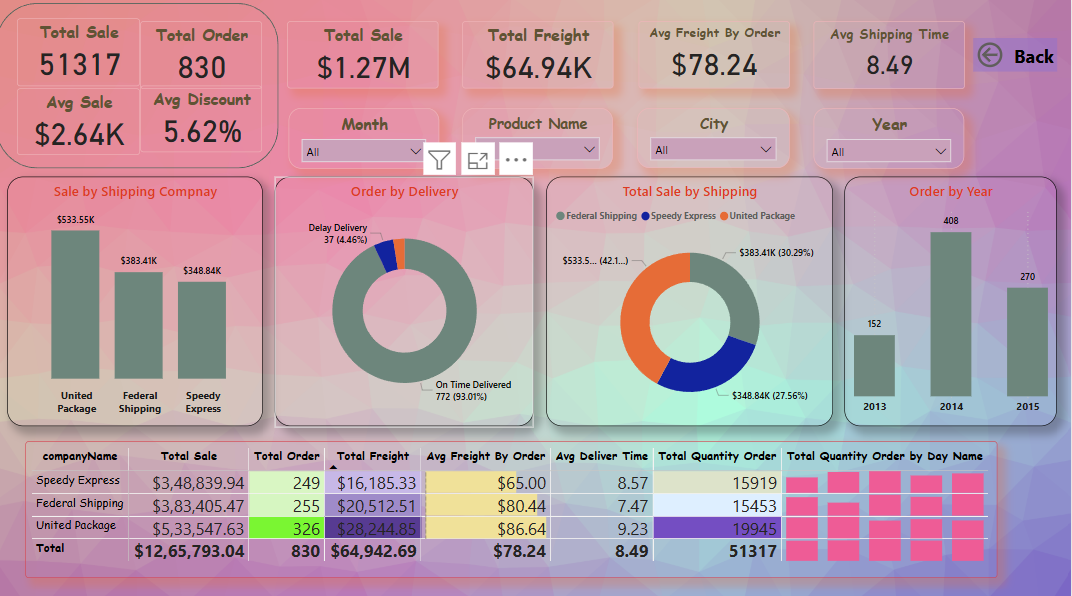 Total Sale
51317
Total Order
830
Avg Sale
$2.64K
Avg Discount
5.62%
Total Sale
$1.27M
Total Freight
$64.94K
Avg Freight By Order
$78.24
Avg Shipping Time
8.49
Back
Month
All
Product Name
City
All
Year
All
Sale by Shipping Compnay
$533.55K
$383.41K
$348.84K
United Package
Federal Shipping
Speedy Express
Order by Delivery
Delay Delivery
37 (4.46%)
On Time Delivered
772 (93.01%)
Total Sale by Shipping
Federal Shipping Speedy Express United Package
$533.5... (42.1...)
$383.41K (30.29%)
$348.84K (27.56%)
Order by Year
408
270
152
2013 2014 2015
companyName Total Sale Total Order Total Freight Avg Freight By Order Avg Deliver Time Total Quantity Order Total Quantity Order by Day Name
Speedy Express $3,48,839.94 249 $16,185.33 $65.00 8.57 15919
Federal Shipping $3,83,405.47 255 $20,512.51 $80.44 7.47 15453
United Package $5,33,547.63 326 $28,244.85 $86.64 9.23 19945
Total $12,65,793.04 830 $64,942.69 $78.24 8.49 51317